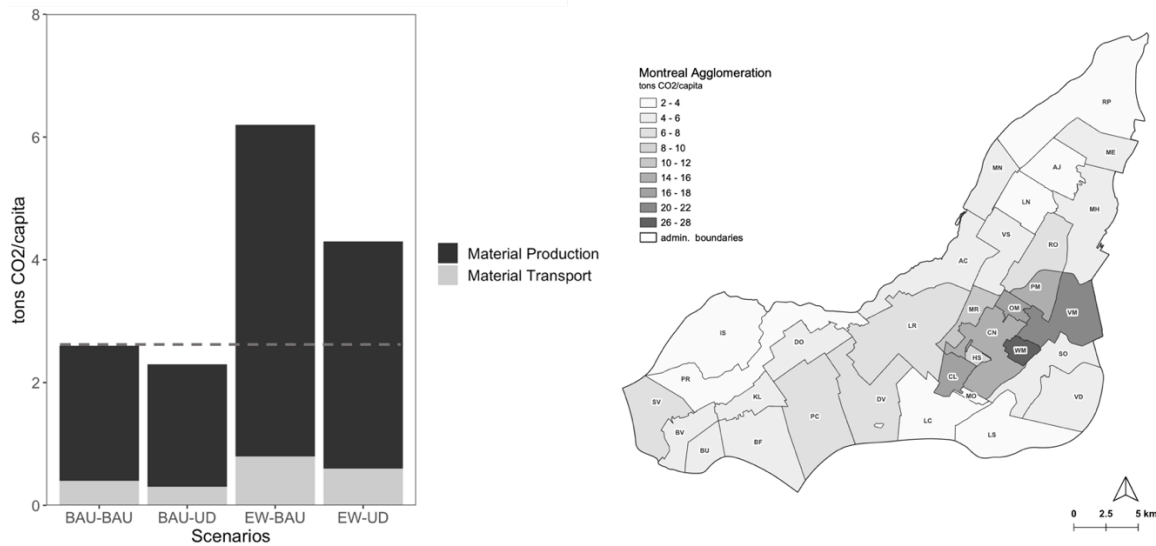 8
6
4
2
0
tons CO2/capita
BAU-BAU
BAU-UD
EW-BAU
EW-UD
Scenarios
Material Production
Material Transport
Montreal Agglomeration
tons CO2/capita
2 - 4
4 - 6
6 - 8
8 - 10
10 - 12
14 - 16
16 - 18
20 - 22
26 - 28
admin. boundaries
RP
ME
AJ
MN
LN
MH
VS
RO
AC
PM
MR
OM
VM
IS
LR
CN
DO
HS
WM
SO
CL
FR
KL
MO
VD
SV
PC
DV
LC
BV
LS
BU
BF
0 2.5 5 km